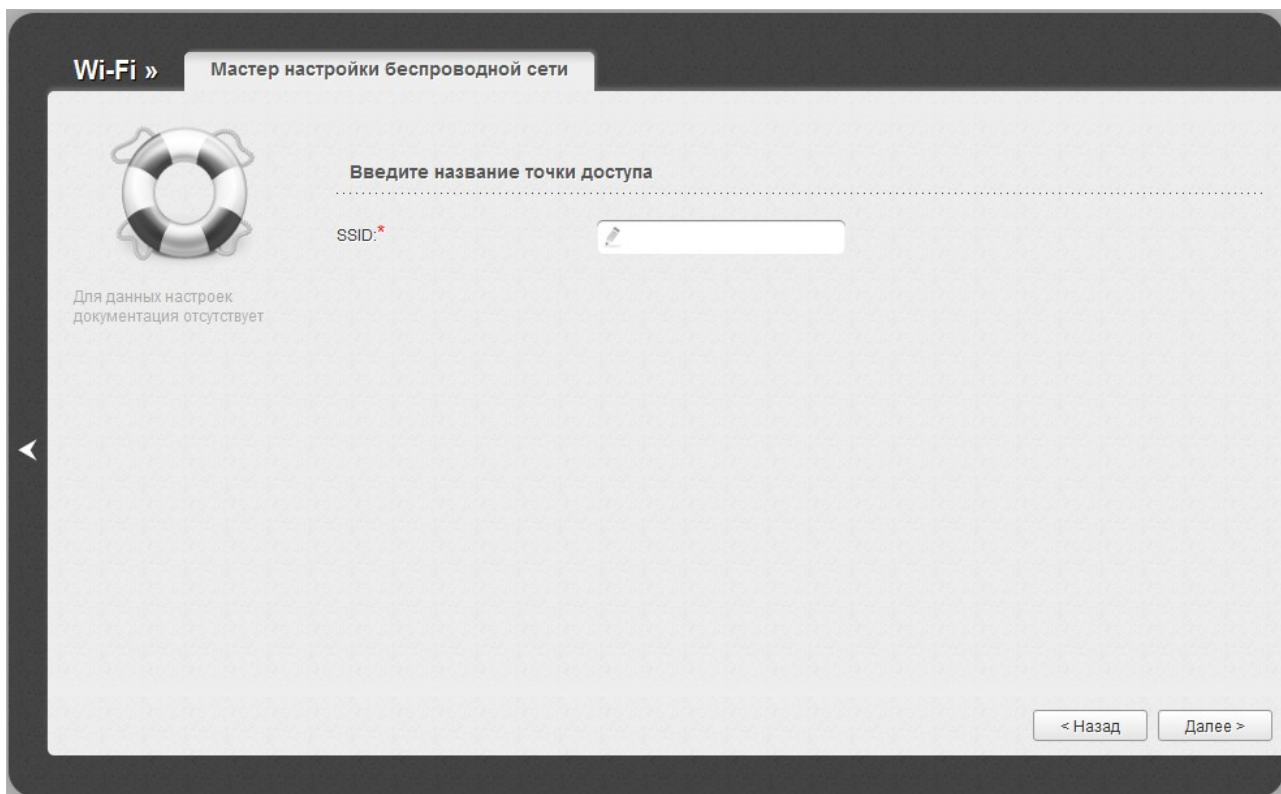 Wi-Fi » Мастер настройки беспроводной сети
Введите название точки доступа
SSID:*
Для данных настроек
документация отсутствует
< Назад Далее >